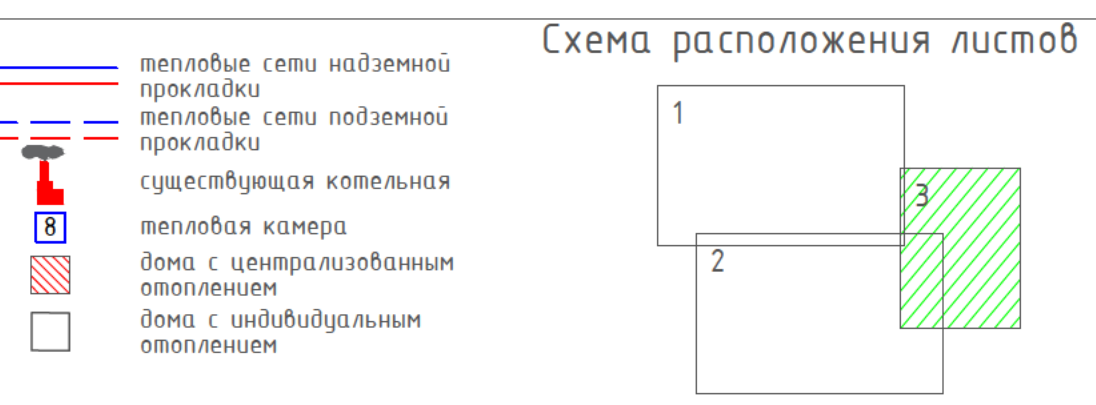 Схема расположения листов
тепловые сети надземной
прокладки
тепловые сети подземной
прокладки
существующая котельная
8
тепловая камера
дома с централизованным
отоплением
дома с индивидуальным
отоплением
1
3
2